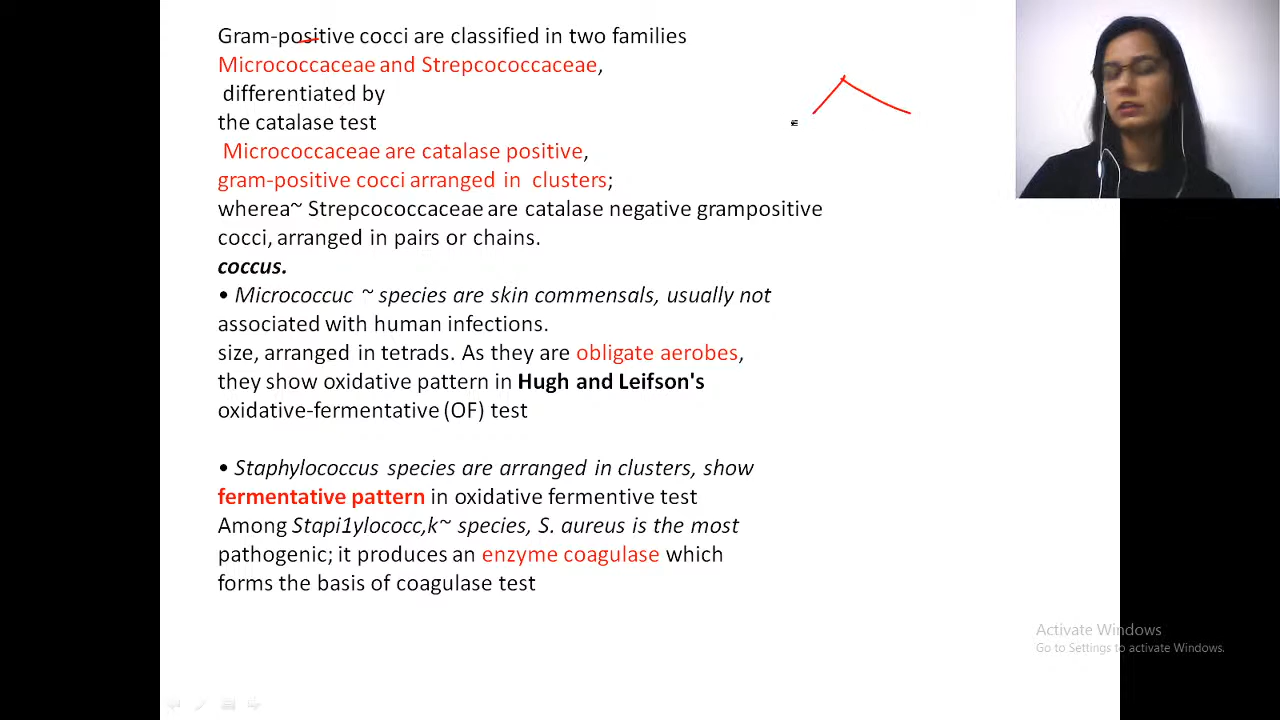 Gram-positive cocci are classified in two families
Micrococcaceae and Strepcococcaceae,
differentiated by
the catalase test
Micrococcaceae are catalase positive,
gram-positive cocci arranged in clusters;
wherea~ Strepcococcaceae are catalase negative grampositive
cocci, arranged in pairs or chains.
coccus.
• Micrococcuc ~ species are skin commensals, usually not
associated with human infections.
size, arranged in tetrads. As they are obligate aerobes,
they show oxidative pattern in Hugh and Leifson's
oxidative-fermentative (OF) test
• Staphylococcus species are arranged in clusters, show
fermentative pattern in oxidative fermentive test
Among Stapi1ylococc,k~ species, S. aureus is the most
pathogenic; it produces an enzyme coagulase which
forms the basis of coagulase test
Activate Windows
Go to Settings to activate Windows.